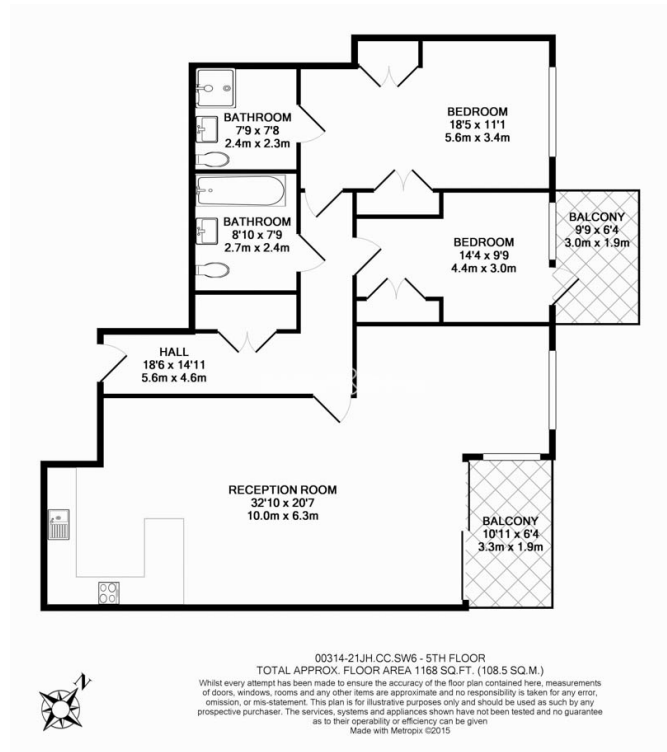 BATHROOM
7'9 x 7'8
2.4m x 2.3m
BEDROOM
18'5 x 11'1
5.6m x 3.4m
BATHROOM
8'10 x 7'9
2.7m x 2.4m
BEDROOM
14'4 x 9'9
4.4m x 3.0m
BALCONY
9'9 x 6'4
3.0m x 1.9m
HALL
18'6 x 14'11
5.6m x 4.6m
RECEPTION ROOM
32'10 x 20'7
10.0m x 6.3m
BALCONY
10'11 x 6'4
3.3m x 1.9m
N
00314-21JH.CC.SW6 - 5TH FLOOR
TOTAL APPROX. FLOOR AREA 1168 SQ.FT. (108.5 SQ.M.)
Whilst every attempt has been made to ensure the accuracy of the floor plan contained here, measurements
of doors, windows, rooms and any other items are approximate and no responsibility is taken for any error,
omission, or mis-statement. This plan is for illustrative purposes only and should be used as such by any
prospective purchaser. The services, systems and appliances shown have not been tested and no guarantee
as to their operability or efficiency can be given
Made with Metropix ©2015